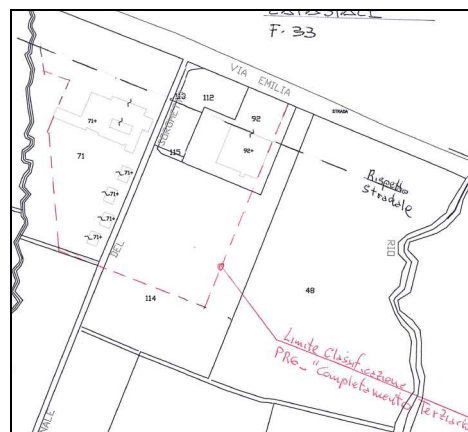 F. 33
VIA EMILIA
STRADA
113
112
92
92+
115
71+
71
71+
71+
71+
71+
Rispetto
stradale
RIO
DEL
114
48
Limite Classificazione
PRG - "Completamento Terziario
NALE